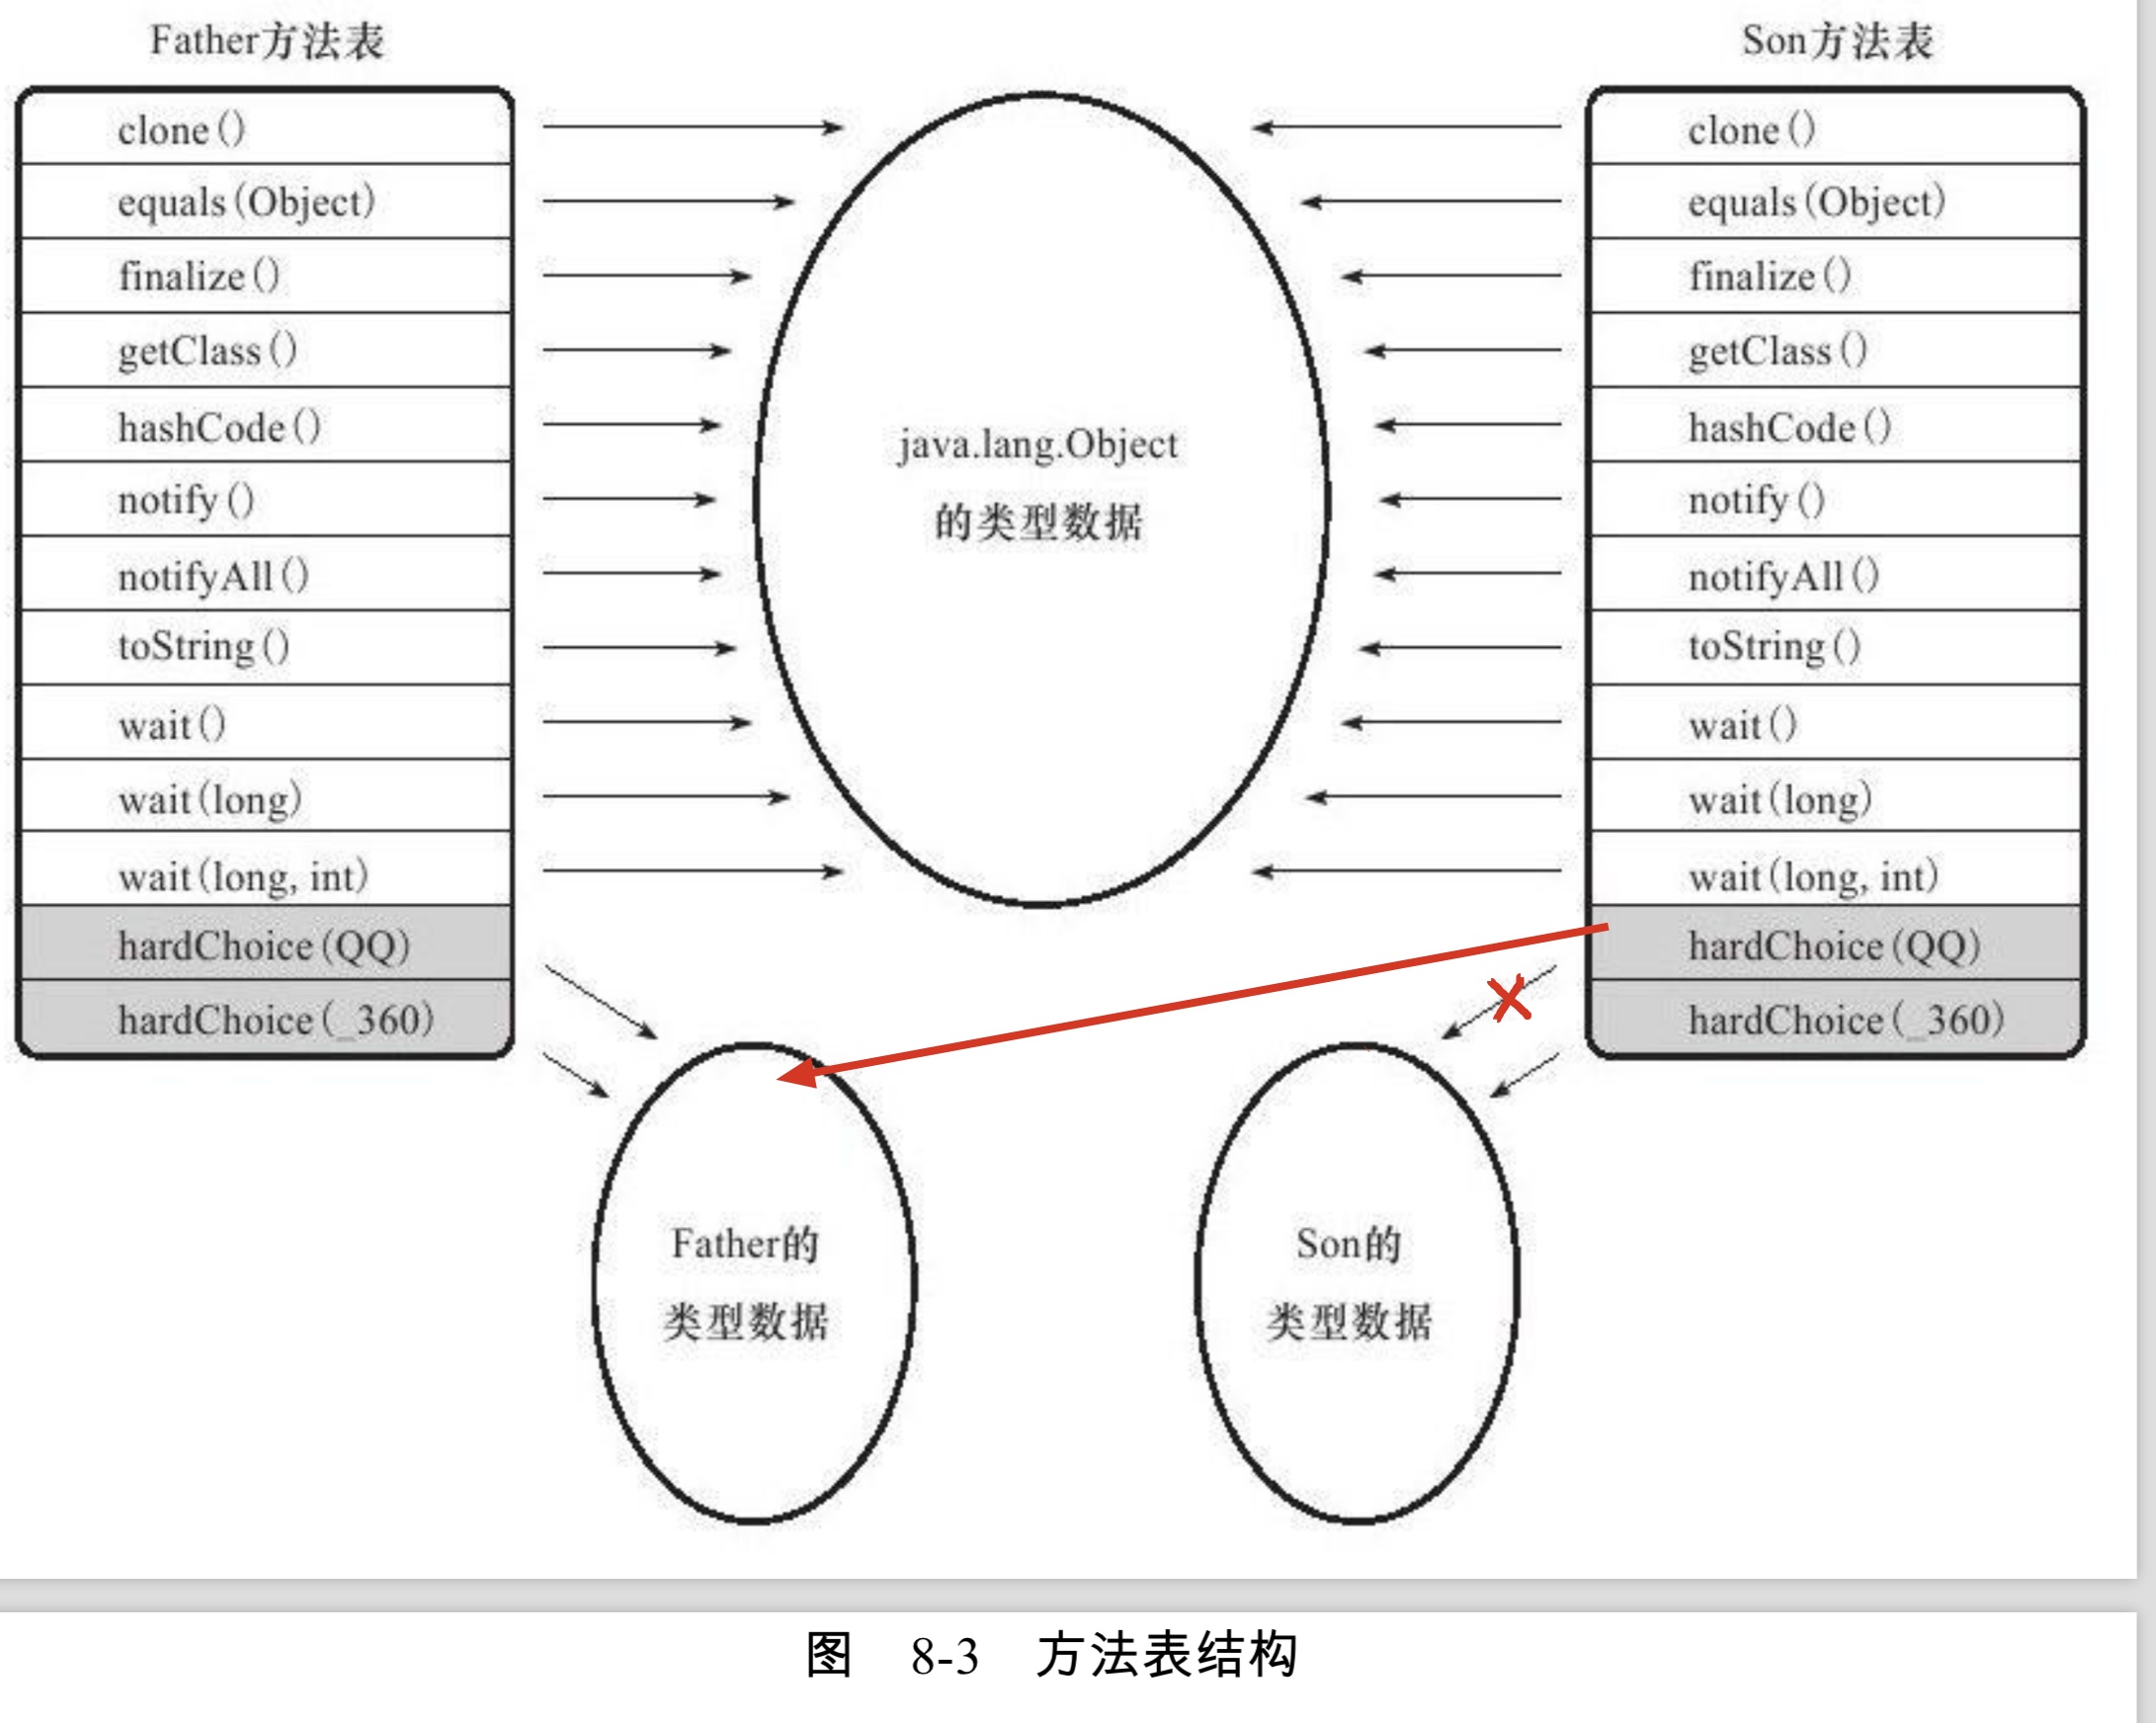 Father方法表
clone()
equals(Object)
finalize()
getClass()
hashCode()
notify()
notifyAll()
toString()
wait()
wait(long)
wait(long, int)
hardChoice(QQ)
hardChoice(_360)
java.lang.Object
的类型数据
Son方法表
clone()
equals(Object)
finalize()
getClass()
hashCode()
notify()
notifyAll()
toString()
wait()
wait(long)
wait(long, int)
hardChoice(QQ)
hardChoice(_360)
Father的
类型数据
Son的
类型数据
图 8-3 方法表结构